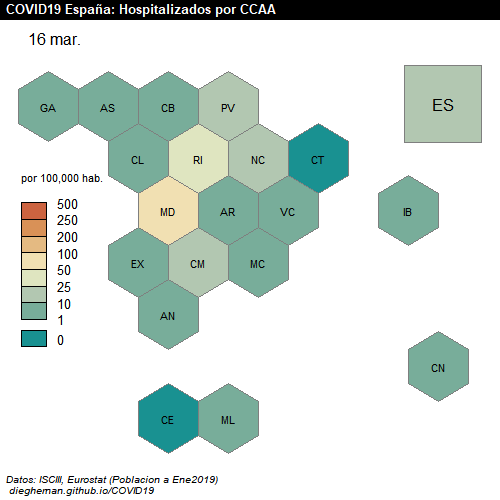 COVID19 España: Hospitalizados por CCAA
16 mar.
ES
GA AS CB PV
CL RI NC CT
por 100,000 hab.
MD AR VC IB
500
250
200
100
50
25
10
1
0
EX CM MC
AN
CN
CE ML
Datos: ISCIII, Eurostat (Poblacion a Ene2019)
diegheman.github.io/COVID19